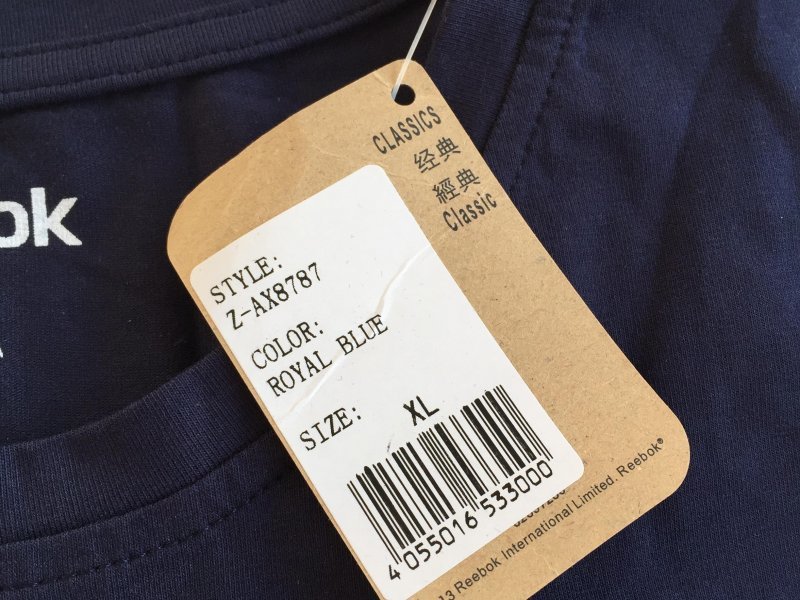 ok
CLASSICS
经典
經典
Classic
STYLE:
Z-AX8787
COLOR:
ROYAL BLUE
SIZE: XL
4 055016 533000
13 Reebok International Limited. Reebok®